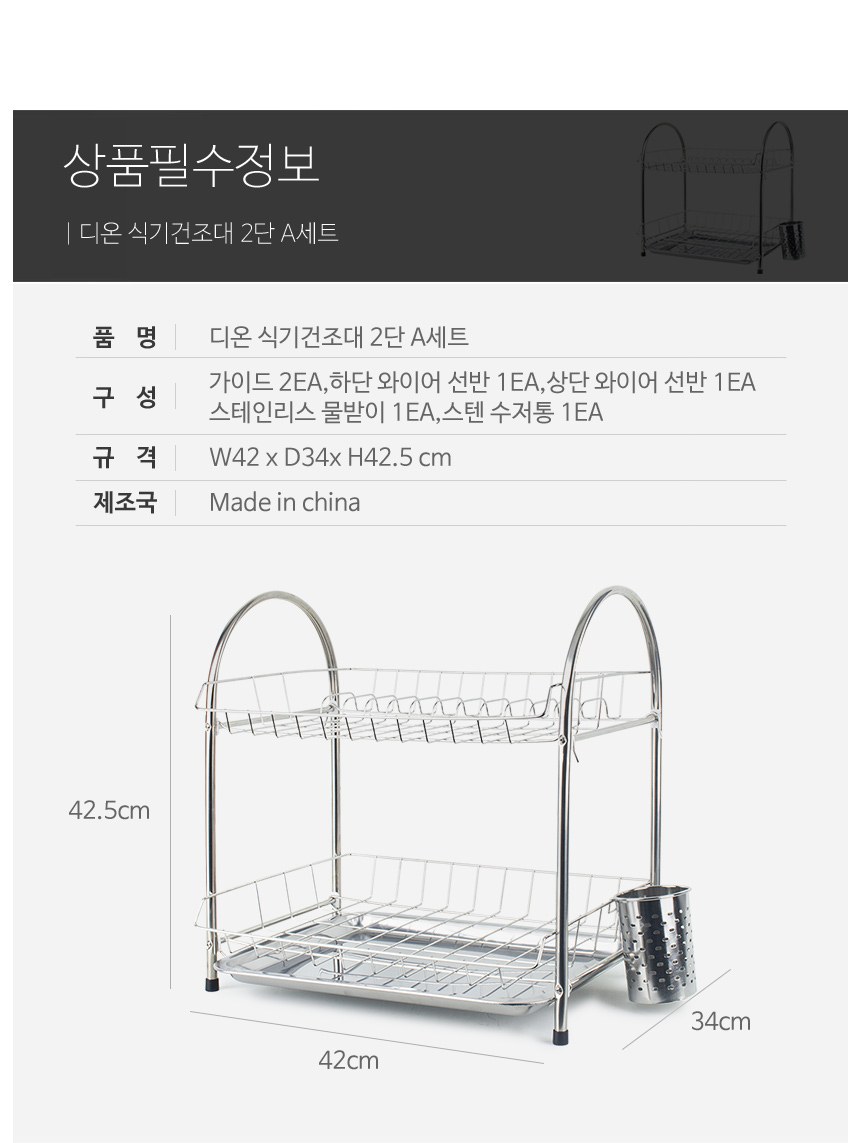 상품필수정보
| 디온 식기건조대 2단 A세트
품 명 디온 식기건조대 2단 A세트
구 성 가이드 2EA,하단 와이어 선반 1EA,상단 와이어 선반 1EA
스테인리스 물받이 1EA,스텐 수저통 1EA
규 격 W42 x D34x H42.5 cm
제조국 Made in china
42.5cm
34cm
42cm